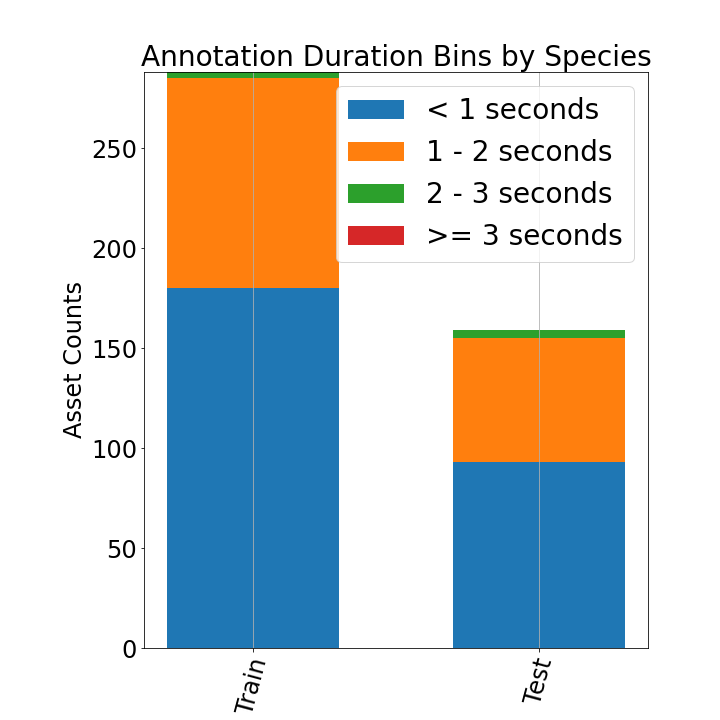 Annotation Duration Bins by Species
< 1 seconds
1 - 2 seconds
2 - 3 seconds
>= 3 seconds
Asset Counts
250
200
150
100
50
0
Train
Test